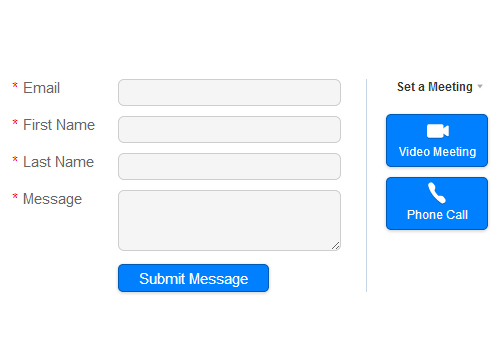 * Email
* First Name
* Last Name
* Message
Submit Message
Set a Meeting
Video Meeting
Phone Call